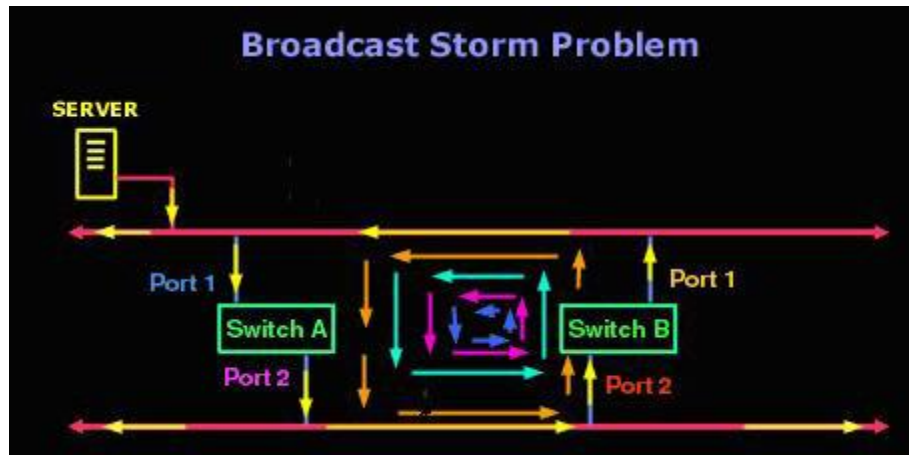 Broadcast Storm Problem
SERVER
Port 1
Port 1
Switch A
Switch B
Port 2
Port 2